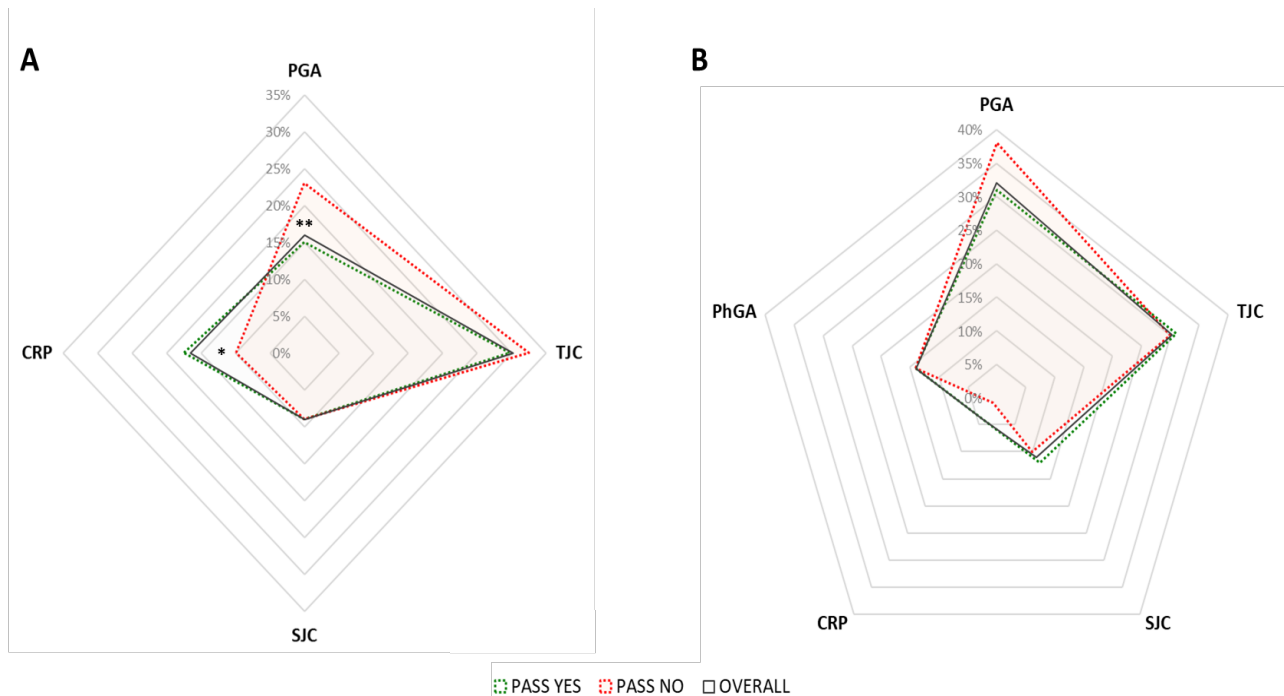 A
PGA
35%
30%
25%
20%
**
15%
10%
5%
CRP
*
0%
TJC
SJC
B
PGA
40%
35%
30%
25%
20%
PhGA
TJC
15%
10%
5%
0%
CRP
SJC
PASS YES
PASS NO
OVERALL